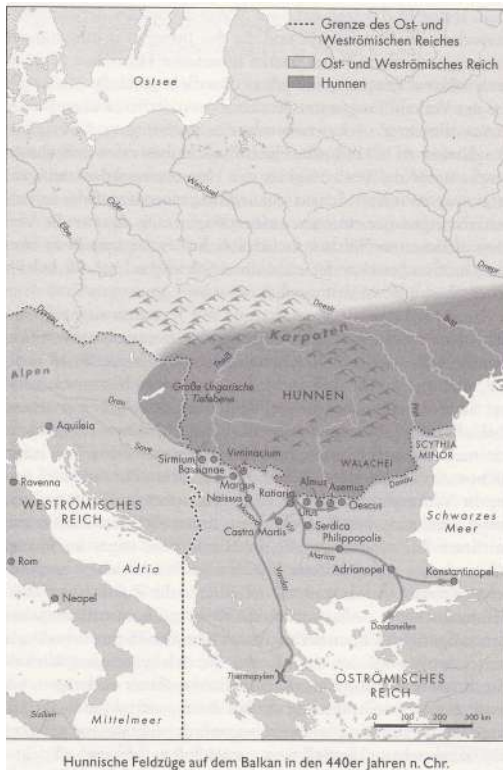 Grenze des Ost- und
Weströmischen Reiches
Ost- und Weströmisches Reich
Hunnen
Ostsee
Weichsel
Oder
Elbe
Dnepr
Donau
Dnestr
Bug
Karpaten
Theiß
Prut
Alpen
Große Ungarische
Tiefebene
HUNNEN
Drau
Aquileia
Save
SCYTHIA
MINOR
Sirmium
Viminacium
WALACHEI
Bassianae
Margus
Almus
Asemus
Donau
Ravenna
Naissus
Ratiaria
Utus
Oescus
Schwarzes
Meer
WESTRÖMISCHES
REICH
Morava
Castra Martis
Vit
Serdica
Philippopolis
Rom
Adria
Marica
Adrianopel
Konstantinopel
Neapel
Vardar
Dardanellen
Thermopylen
OSTRÖMISCHES
REICH
Sizilien
Mittelmeer
0 100 200 300 km
Hunnische Feldzüge auf dem Balkan in den 440er Jahren n. Chr.